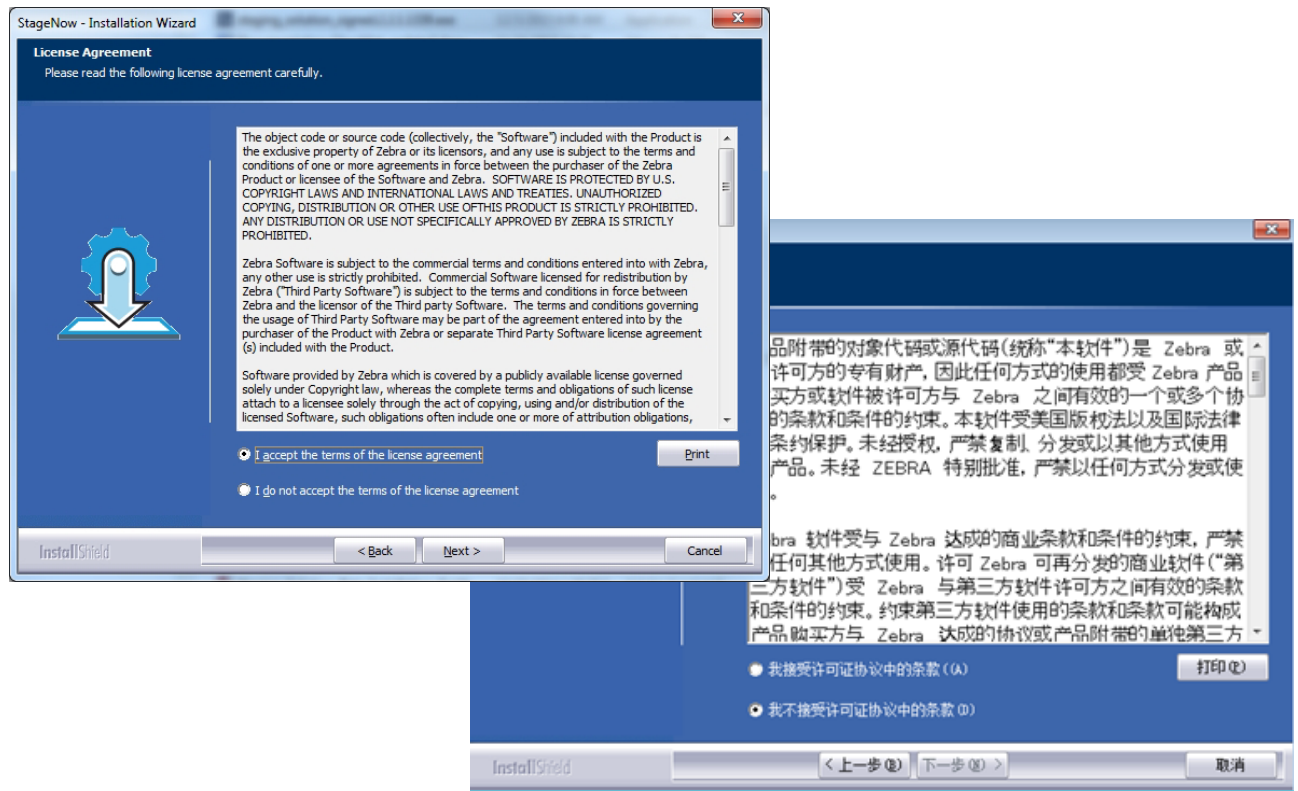 StageNow - Installation Wizard
License Agreement
Please read the following license agreement carefully.
The object code or source code (collectively, the "Software") included with the Product is
the exclusive property of Zebra or its licensors, and any use is subject to the terms and
conditions of one or more agreements in force between the purchaser of the Zebra
Product or licensee of the Software and Zebra.  SOFTWARE IS PROTECTED BY U.S.
COPYRIGHT LAWS AND INTERNATIONAL LAWS AND TREATIES. UNAUTHORIZED
COPYING, DISTRIBUTION OR OTHER USE OFTHIS PRODUCT IS STRICTLY PROHIBITED.
ANY DISTRIBUTION OR USE NOT SPECIFICALLY APPROVED BY ZEBRA IS STRICTLY
PROHIBITED.
Zebra Software is subject to the commercial terms and conditions entered into with Zebra,
any other use is strictly prohibited.  Commercial Software licensed for redistribution by
Zebra ("Third Party Software") is subject to the terms and conditions in force between
Zebra and the licensor of the Third party Software.  The terms and conditions governing
the usage of Third Party Software may be part of the agreement entered into by the
purchaser of the Product with Zebra or separate Third Party Software license agreement
(s) included with the Product.
Software provided by Zebra which is covered by a publicly available license governed
solely under Copyright law, whereas the complete terms and obligations of such license
attach to a licensee solely through the act of copying, using and/or distribution of the
licensed Software, such obligations often include one or more of attribution obligations,
I accept the terms of the license agreement
Print
I do not accept the terms of the license agreement
InstallShield
< Back
Next >
Cancel
品附带的对象代码或源代码(统称“本软件”)是 Zebra 或
许可方的专有财产, 因此任何方式的使用都受 Zebra 产品
买方或软件被许可方与 Zebra 之间有效的一个或多个协
的条款和条件的约束。本软件受美国版权法以及国际法律
条约保护。未经授权, 严禁复制、分发或以其他方式使用
产品。未经 ZEBRA 特别批准, 严禁以任何方式分发或使
。
bra 软件受与 Zebra 达成的商业条款和条件的约束, 严禁
任何其他方式使用。许可 Zebra 可再分发的商业软件(“第
三方软件”)受 Zebra 与第三方软件许可方之间有效的条款
和条件的约束。约束第三方软件使用的条款和条款可能构成
产品购买方与 Zebra 达成的协议或产品附带的单独第三方
我接受许可证协议中的条款(A)
打印(P)
我不接受许可证协议中的条款(D)
InstallShield
< 上一步(B)
下一步(N) >
取消